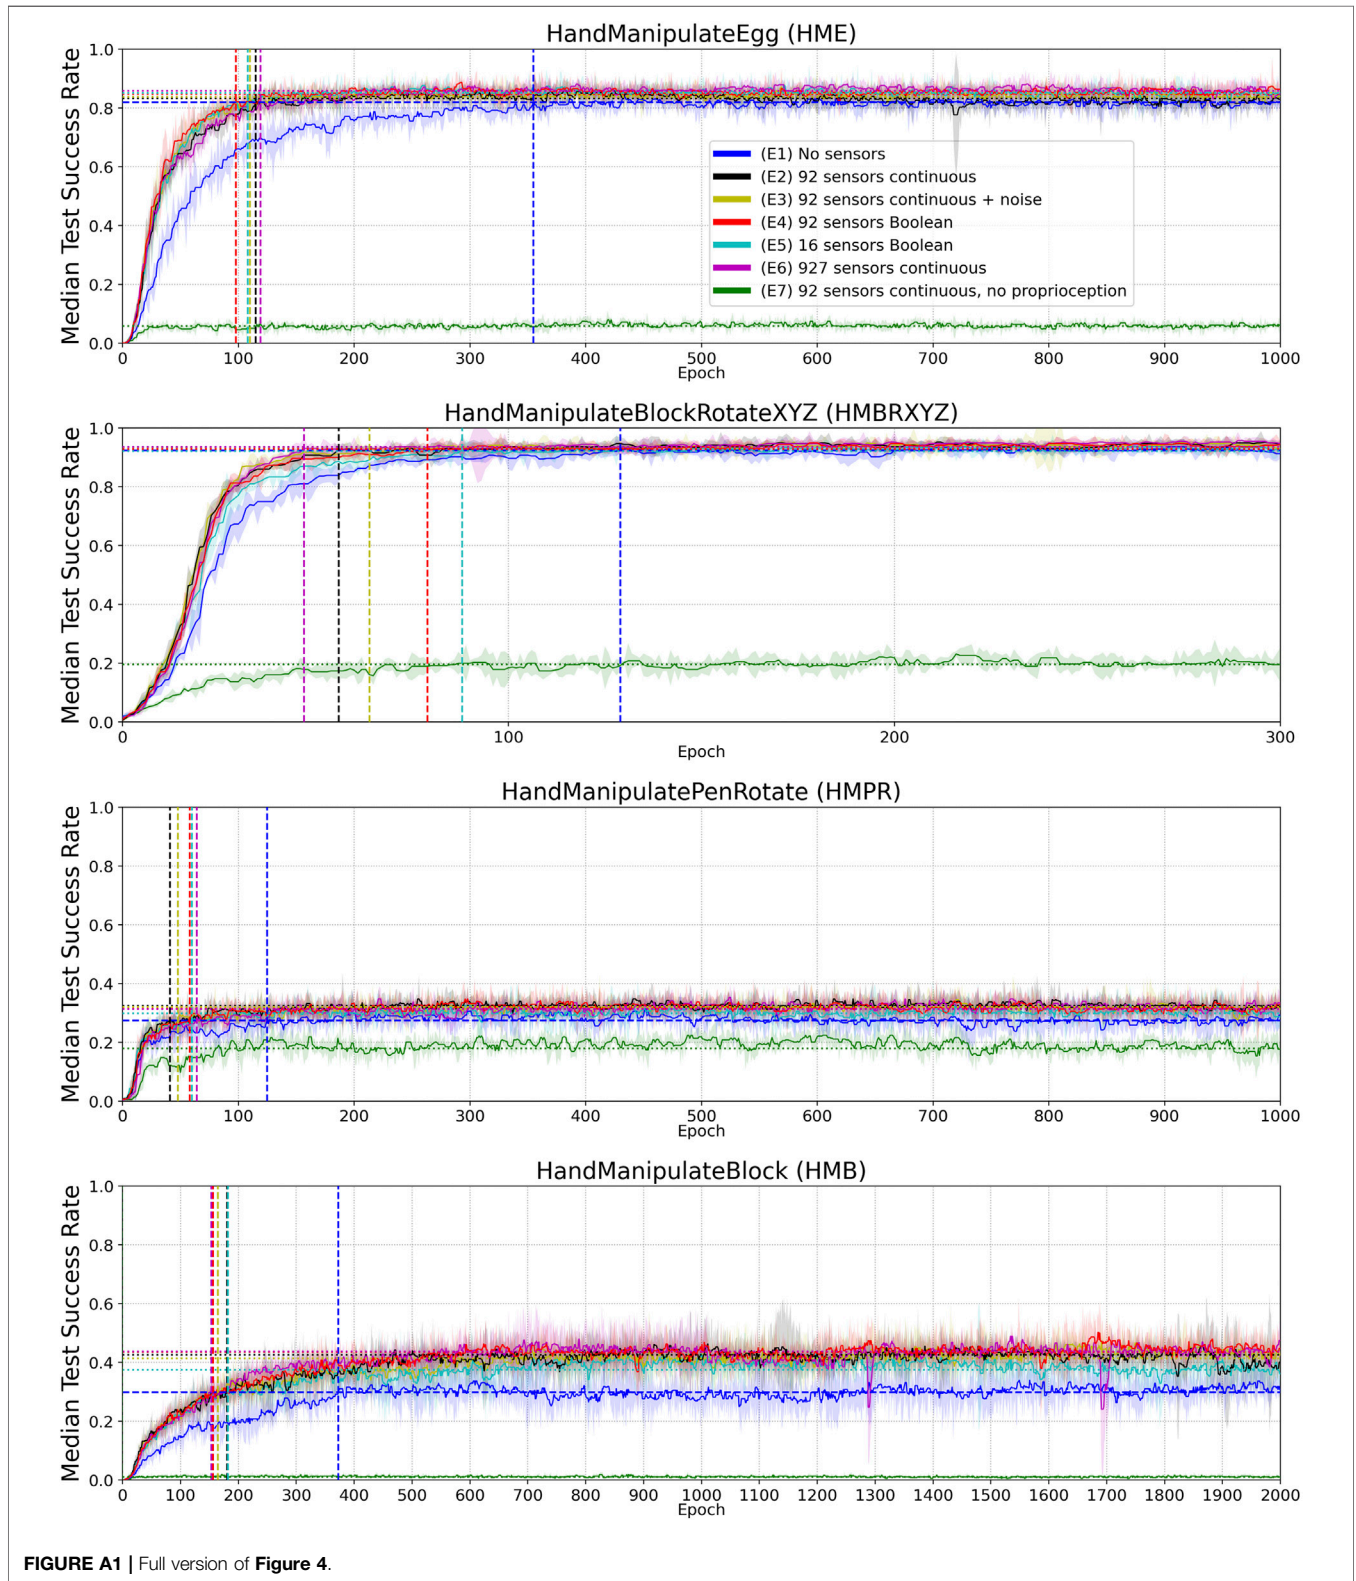 HandManipulateEgg (HME)
Median Test Success Rate
1.0
0.8
0.6
0.4
0.2
0.0
(E1) No sensors
(E2) 92 sensors continuous
(E3) 92 sensors continuous + noise
(E4) 92 sensors Boolean
(E5) 16 sensors Boolean
(E6) 927 sensors continuous
(E7) 92 sensors continuous, no proprioception
0 100 200 300 400 500 600 700 800 900 1000
Epoch
HandManipulateBlockRotateXYZ (HMBRXYZ)
Median Test Success Rate
1.0
0.8
0.6
0.4
0.2
0.0
0 100 200 300
Epoch
HandManipulatePenRotate (HMPR)
Median Test Success Rate
1.0
0.8
0.6
0.4
0.2
0.0
0 100 200 300 400 500 600 700 800 900 1000
Epoch
HandManipulateBlock (HMB)
Median Test Success Rate
1.0
0.8
0.6
0.4
0.2
0.0
0 100 200 300 400 500 600 700 800 900 1000 1100 1200 1300 1400 1500 1600 1700 1800 1900 2000
Epoch
FIGURE A1 | Full version of Figure 4.